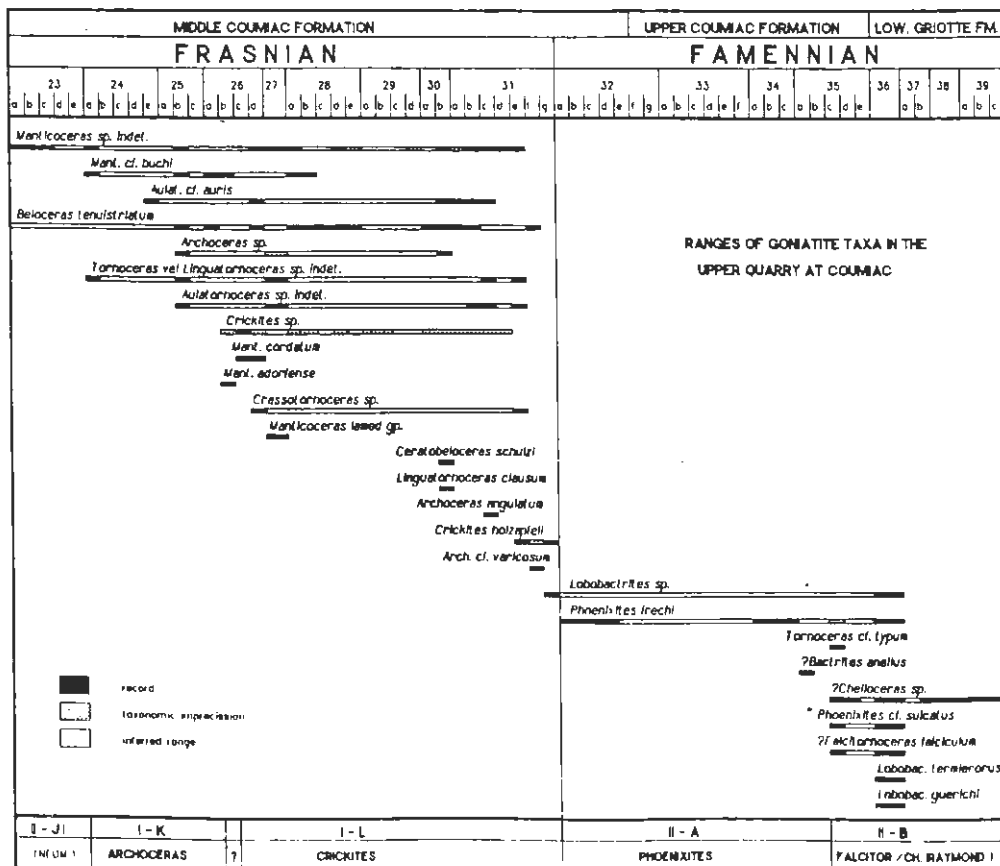 MIDDLE COUMIAC FORMATION UPPER COUMIAC FORMATION LOW. GRIOTTE FM.
FRASNIAN FAMENNIAN
23 24 25 26 27 28 29 30 31 32 33 34 35 36 37 38 39
Manticoceras sp. indet.
Mant. cf. buchi
Aulat. cf. auris
Beloceras tenuistriatum
Archoceras sp.
RANGES OF GONIATITE TAXA IN THE
UPPER QUARRY AT COUMIAC
Tornoceras vel Linguatornoceras sp. indet.
Aulatornoceras sp. indet.
Crickites sp.
Mant. cordatum
Mant. adorfense
Crassotornoceras sp.
Manticoceras lamed gp.
Ceratobeloceras schulzi
Linguatornoceras clausum
Archoceras angulatum
Crickites holzapfeli
Arch. cf. varicosum
Lobobactrites sp.
Phoenixites frechi
Tornoceras cf. typum
?Bactrites
?Cheiloceras sp.
Phoenixites cf. sulcatus
?Falcitornoceras falciculum
Lobobac. termierorus
Lobobac. guerichi
record
taxonomic imprecision
inferred range
I-K I-L II-A II-B
ARCHOCERAS ? CRICKITES PHOENIXITES FALCITOR./CH. RAYMOND